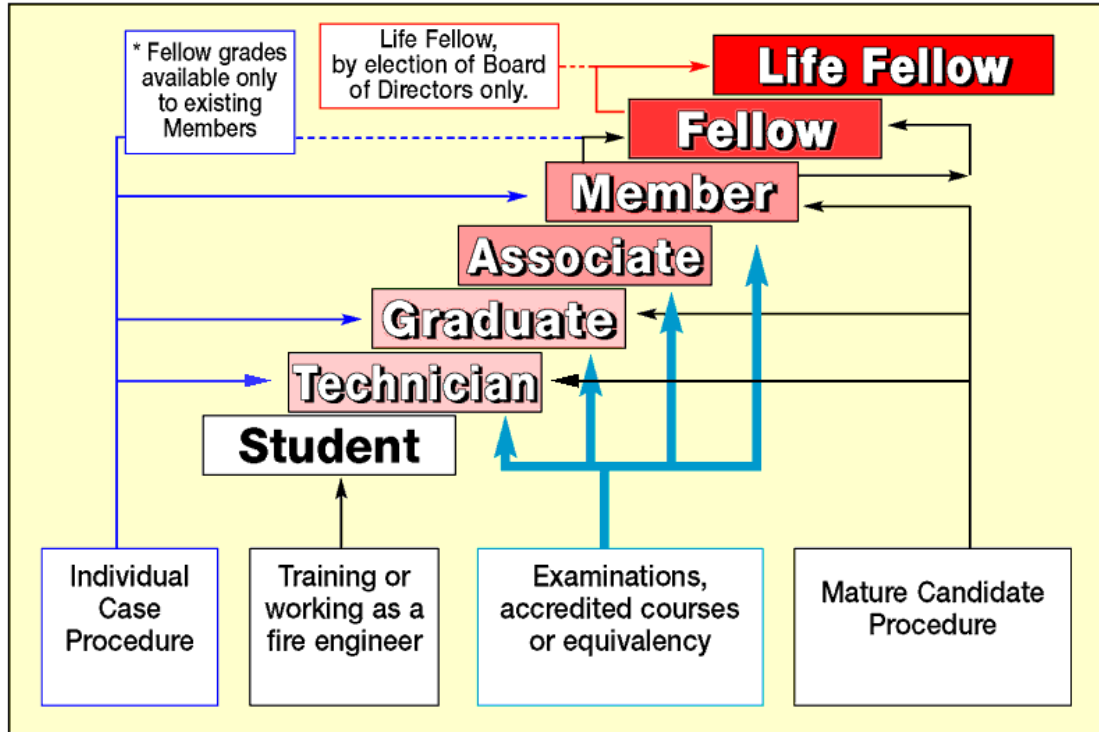 * Fellow grades
available only
to existing
Members
Life Fellow,
by election of Board
of Directors only.
Life Fellow
Fellow
Member
Associate
Graduate
Technician
Student
Individual
Case
Procedure
Training or
working as a
fire engineer
Examinations,
accredited courses
or equivalency
Mature Candidate
Procedure